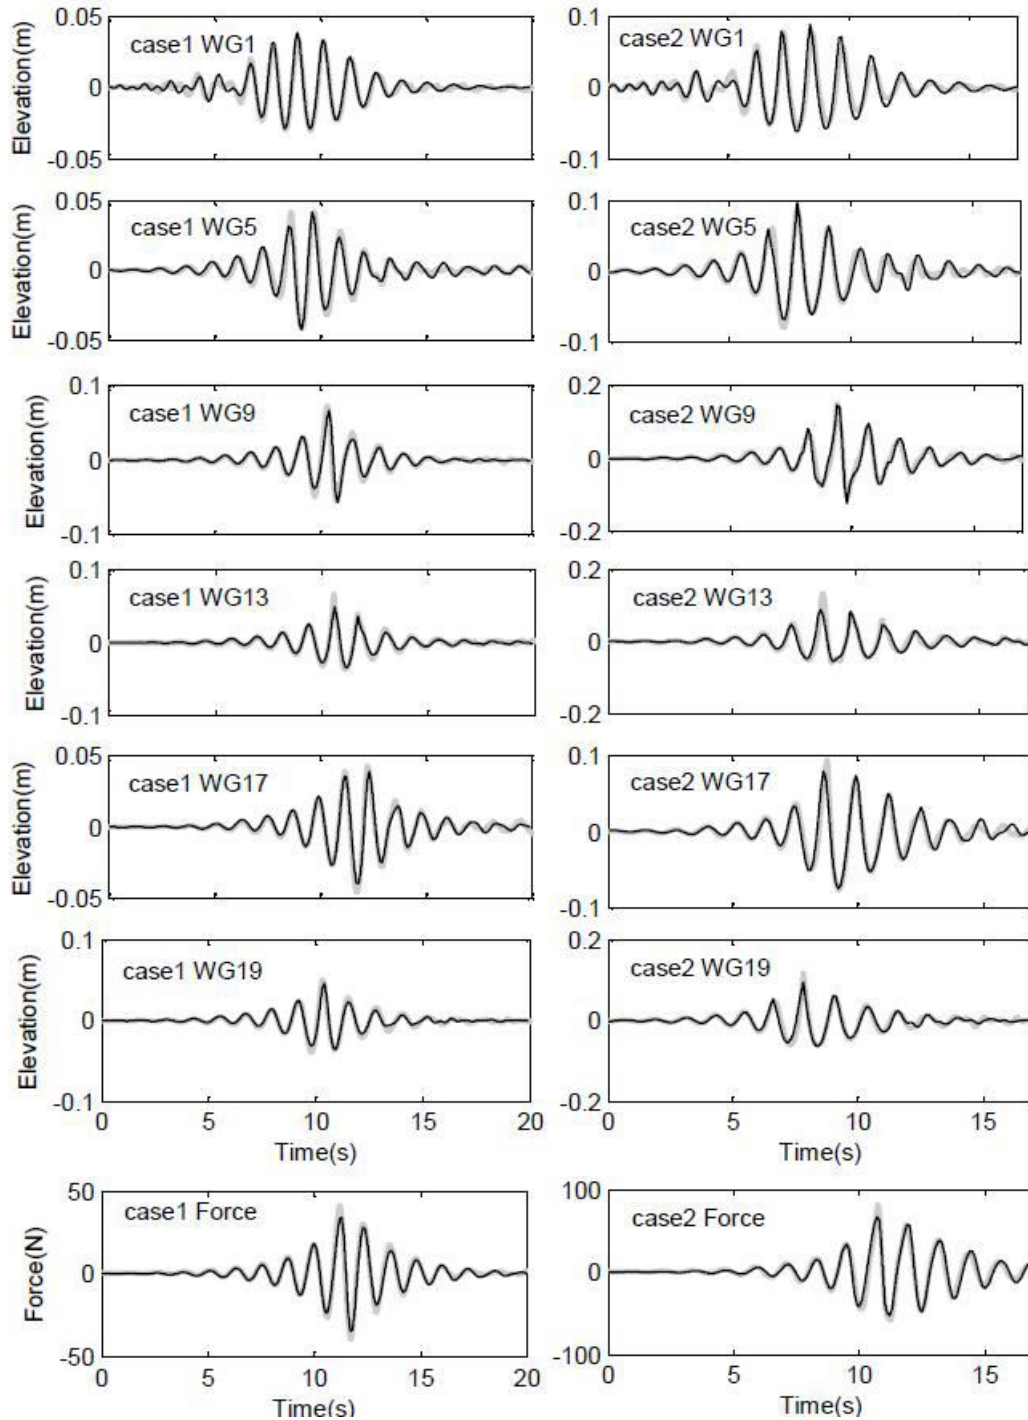 0.05
case1 WG1
Elevation(m)
0
-0.05
0.1
case2 WG1
0
-0.1
0.05
case1 WG5
Elevation(m)
0
-0.05
0.1
case2 WG5
0
-0.1
0.1
case1 WG9
Elevation(m)
0
-0.1
0.2
case2 WG9
0
-0.2
0.1
case1 WG13
Elevation(m)
0
-0.1
0.2
case2 WG13
0
-0.2
0.05
case1 WG17
Elevation(m)
0
-0.05
0.1
case2 WG17
0
-0.1
0.1
case1 WG19
Elevation(m)
0
-0.1
0 5 10 15 20
Time(s)
0.2
case2 WG19
0
-0.2
0 5 10 15
Time(s)
50
case1 Force
Force(N)
0
-50
0 5 10 15 20
Time(s)
100
case2 Force
0
-100
0 5 10 15
Time(s)